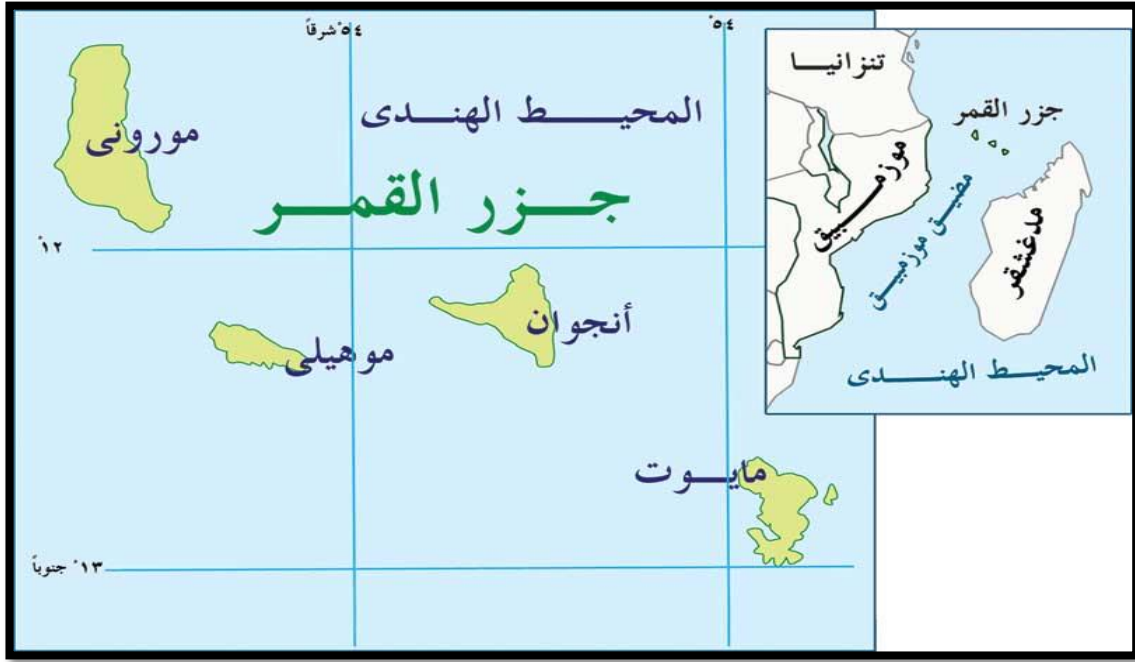 ٥٤° شرقاً
٥٤°
المحيط الهندى
جزر القمر
مورونى
١٢°
أنجوان
موهيلى
مايوت
١٣° جنوباً
تنزانيا
جزر القمر
موزمبيق
مضيق موزمبيق
مدغشقر
المحيط الهندى